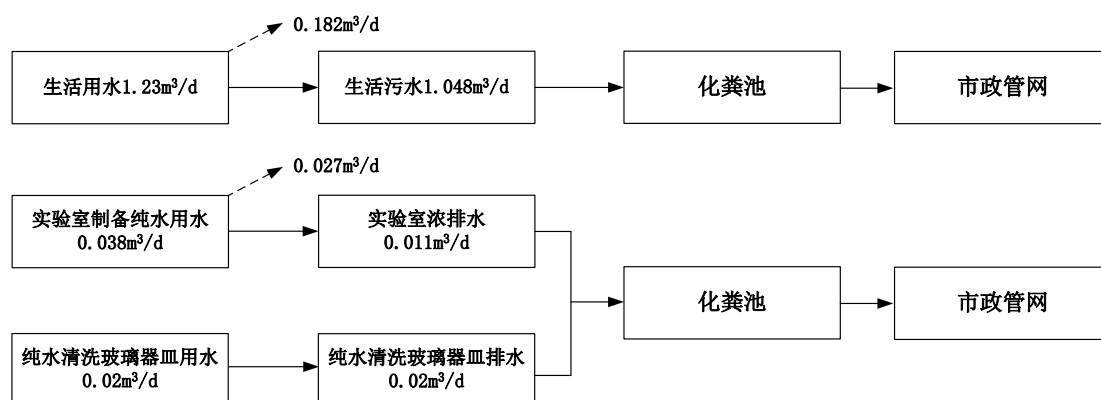 0.182m³/d
生活用水1.23m³/d
生活污水1.048m³/d
化粪池
市政管网
0.027m³/d
实验室制备纯水用水
0.038m³/d
实验室浓排水
0.011m³/d
化粪池
市政管网
纯水清洗玻璃器皿用水
0.02m³/d
纯水清洗玻璃器皿排水
0.02m³/d